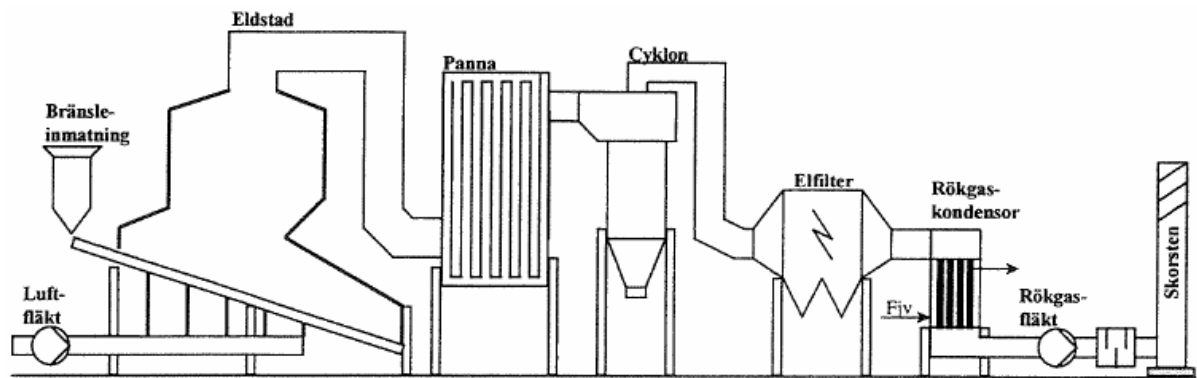 Eldstad
Bränsle-
inmatning
Panna
Cyklon
Elfilter
Rökgas-
kondensor
Luft-
fläkt
Fjv
Rökgas-
fläkt
Skorsten